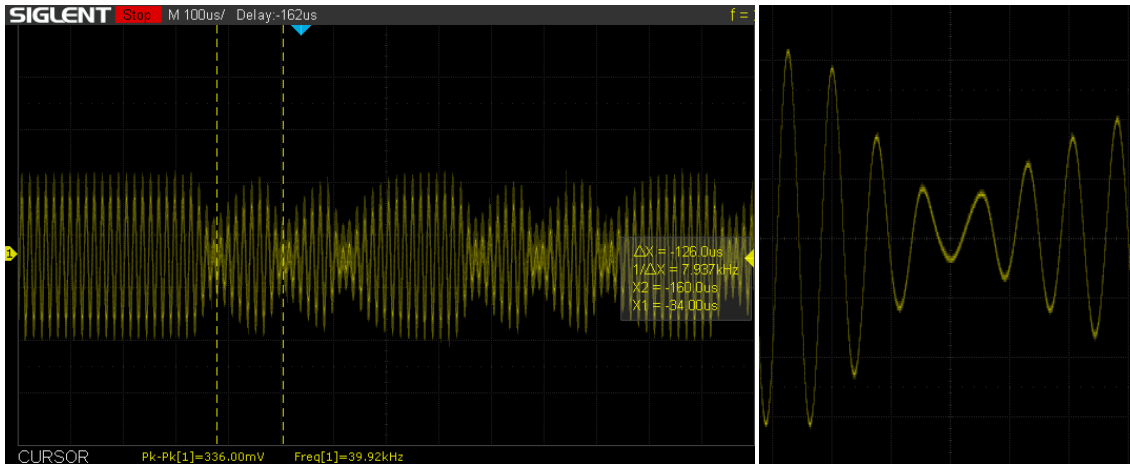 SIGLENT Stop M 100us/ Delay:-162us f =
1
ΔX = -126.0us
1/ΔX = 7.937kHz
X2 = -160.0us
X1 = -34.00us
CURSOR Pk-Pk[1]=336.00mV Freq[1]=39.92kHz